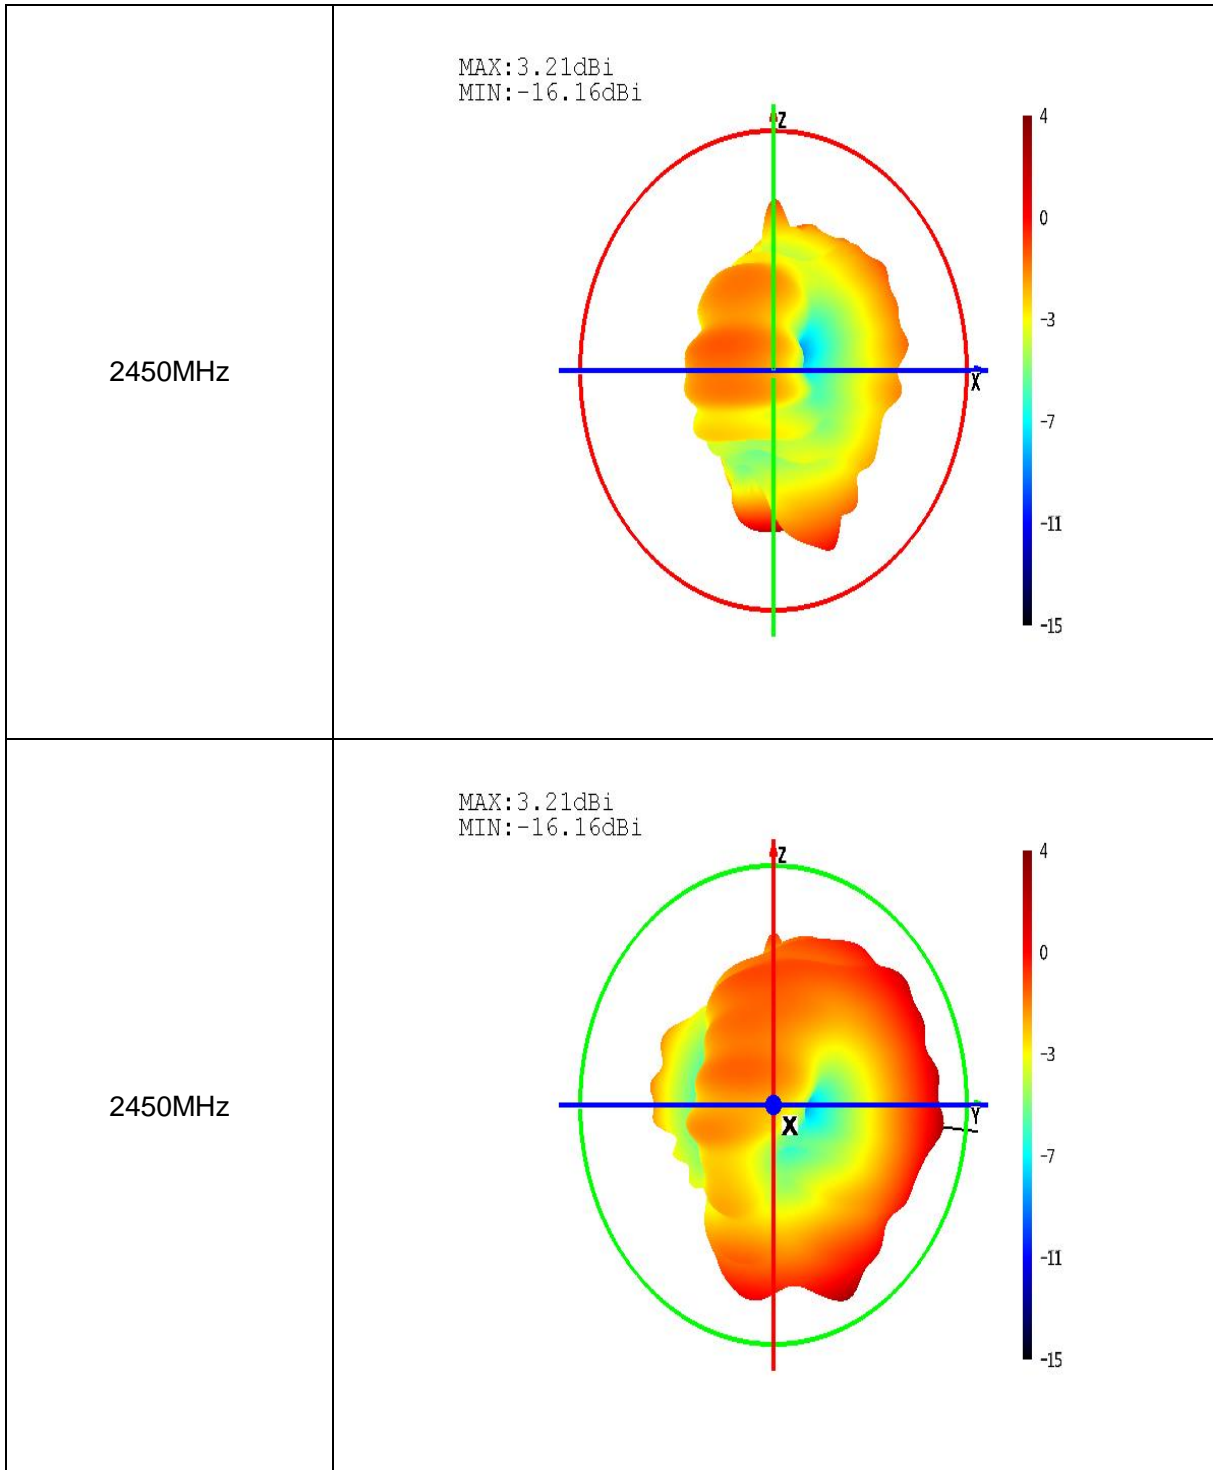 2450MHz
MAX:3.21dBi
MIN:-16.16dBi
Z
X
4
0
-3
-7
-11
-15
2450MHz
MAX:3.21dBi
MIN:-16.16dBi
Z
Y
X
4
0
-3
-7
-11
-15